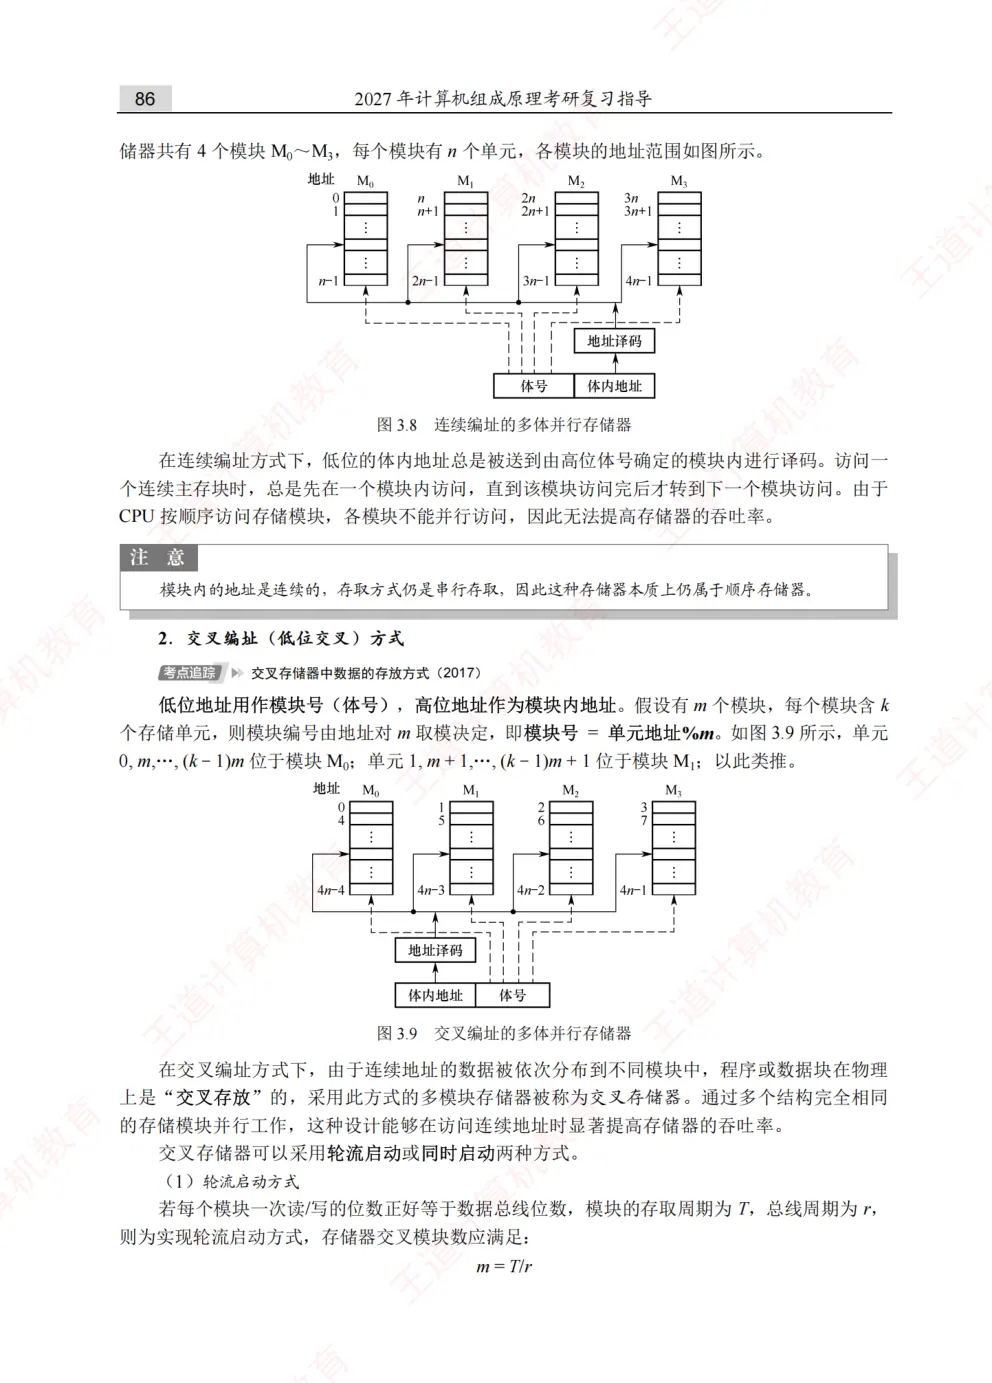 86
2027 年计算机组成原理考研复习指导
储器共有 4 个模块 M0～M3，每个模块有 n 个单元，各模块的地址范围如图所示。
地址 M0 M1 M2 M3
0 n 2n 3n
1 n+1 2n+1 3n+1
⋮ ⋮ ⋮ ⋮
⋮ ⋮ ⋮ ⋮
n−1 2n−1 3n−1 4n−1
地址译码
体号 体内地址
图 3.8 连续编址的多体并行存储器
在连续编址方式下，低位的体内地址总是被送到由高位体号确定的模块内进行译码。访问一
个连续主存块时，总是先在一个模块内访问，直到该模块访问完后才转到下一个模块访问。由于
CPU 按顺序访问存储模块，各模块不能并行访问，因此无法提高存储器的吞吐率。
注 意
模块内的地址是连续的，存取方式仍是串行存取，因此这种存储器本质上仍属于顺序存储器。
2．交叉编址（低位交叉）方式
考点追踪 交叉存储器中数据的存放方式（2017）
低位地址用作模块号（体号），高位地址作为模块内地址。假设有 m 个模块，每个模块含 k
个存储单元，则模块编号由地址对 m 取模决定，即模块号 = 单元地址%m。如图 3.9 所示，单元
0, m,⋯, (k − 1)m 位于模块 M0；单元 1, m + 1,⋯, (k − 1)m + 1 位于模块 M1；以此类推。
地址 M0 M1 M2 M3
0 1 2 3
4 5 6 7
⋮ ⋮ ⋮ ⋮
⋮ ⋮ ⋮ ⋮
4n−4 4n−3 4n−2 4n−1
地址译码
体内地址 体号
图 3.9 交叉编址的多体并行存储器
在交叉编址方式下，由于连续地址的数据被依次分布到不同模块中，程序或数据块在物理
上是“交叉存放”的，采用此方式的多模块存储器被称为交叉存储器。通过多个结构完全相同
的存储模块并行工作，这种设计能够在访问连续地址时显著提高存储器的吞吐率。
交叉存储器可以采用轮流启动或同时启动两种方式。
（1）轮流启动方式
若每个模块一次读/写的位数正好等于数据总线位数，模块的存取周期为 T，总线周期为 r，
则为实现轮流启动方式，存储器交叉模块数应满足：
m = T/r
王道计算机教育